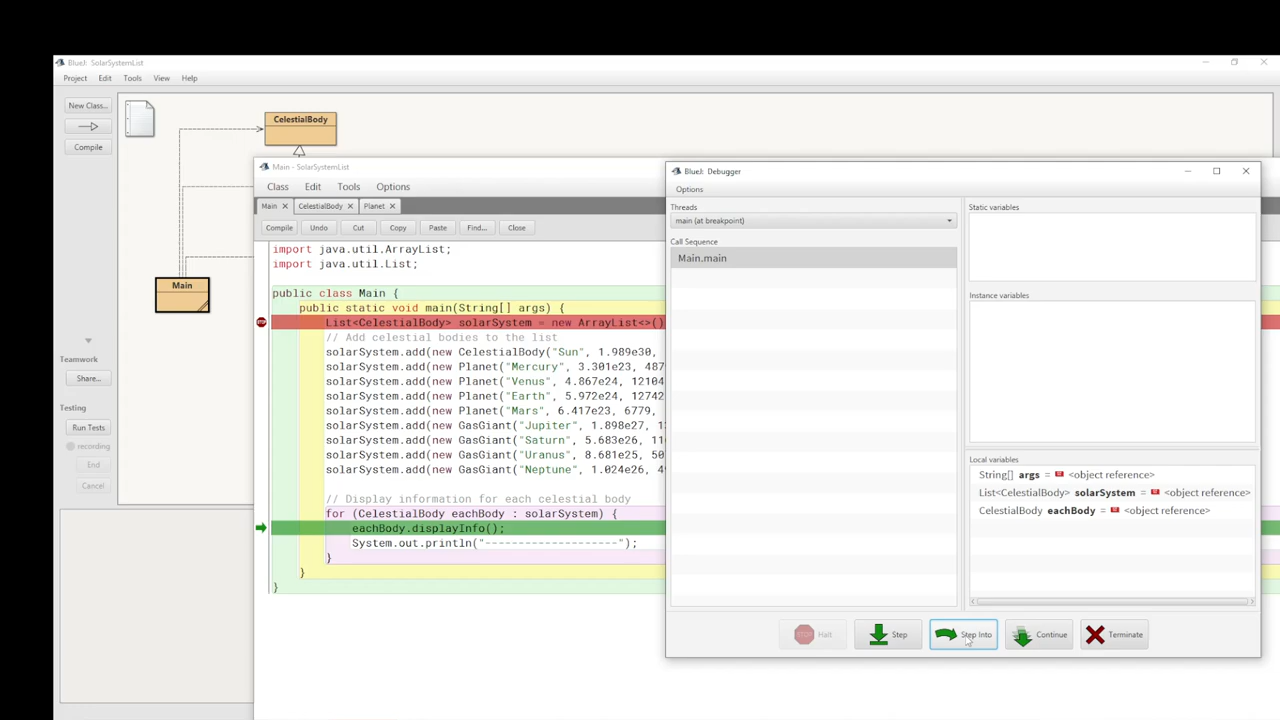 BlueJ: SolarSystemList
Project Edit Tools View Help
New Class...
Compile
CelestialBody
Main
Teamwork
Share...
Testing
Run Tests
recording
End
Cancel
Main - SolarSystemList
Class Edit Tools Options
Main CelestialBody Planet
Compile Undo Cut Copy Paste Find... Close
import java.util.ArrayList;
import java.util.List;
public class Main {
public static void main(String[] args) {
STOP List<CelestialBody> solarSystem = new ArrayList<>()
// Add celestial bodies to the list
solarSystem.add(new CelestialBody("Sun", 1.989e30,
solarSystem.add(new Planet("Mercury", 3.301e23, 487
solarSystem.add(new Planet("Venus", 4.867e24, 12104
solarSystem.add(new Planet("Earth", 5.972e24, 12742
solarSystem.add(new Planet("Mars", 6.417e23, 6779,
solarSystem.add(new GasGiant("Jupiter", 1.898e27, 1
solarSystem.add(new GasGiant("Saturn", 5.683e26, 11
solarSystem.add(new GasGiant("Uranus", 8.681e25, 50
solarSystem.add(new GasGiant("Neptune", 1.024e26, 4
// Display information for each celestial body
for (CelestialBody eachBody : solarSystem) {
eachBody.displayInfo();
System.out.println("--------------------");
}
}
}
BlueJ: Debugger
Options
Threads
main (at breakpoint)
Call Sequence
Main.main
Static variables
Instance variables
Local variables
String[] args = <object reference>
List<CelestialBody> solarSystem = <object reference>
CelestialBody eachBody = <object reference>
STOP Halt Step Step Into Continue Terminate